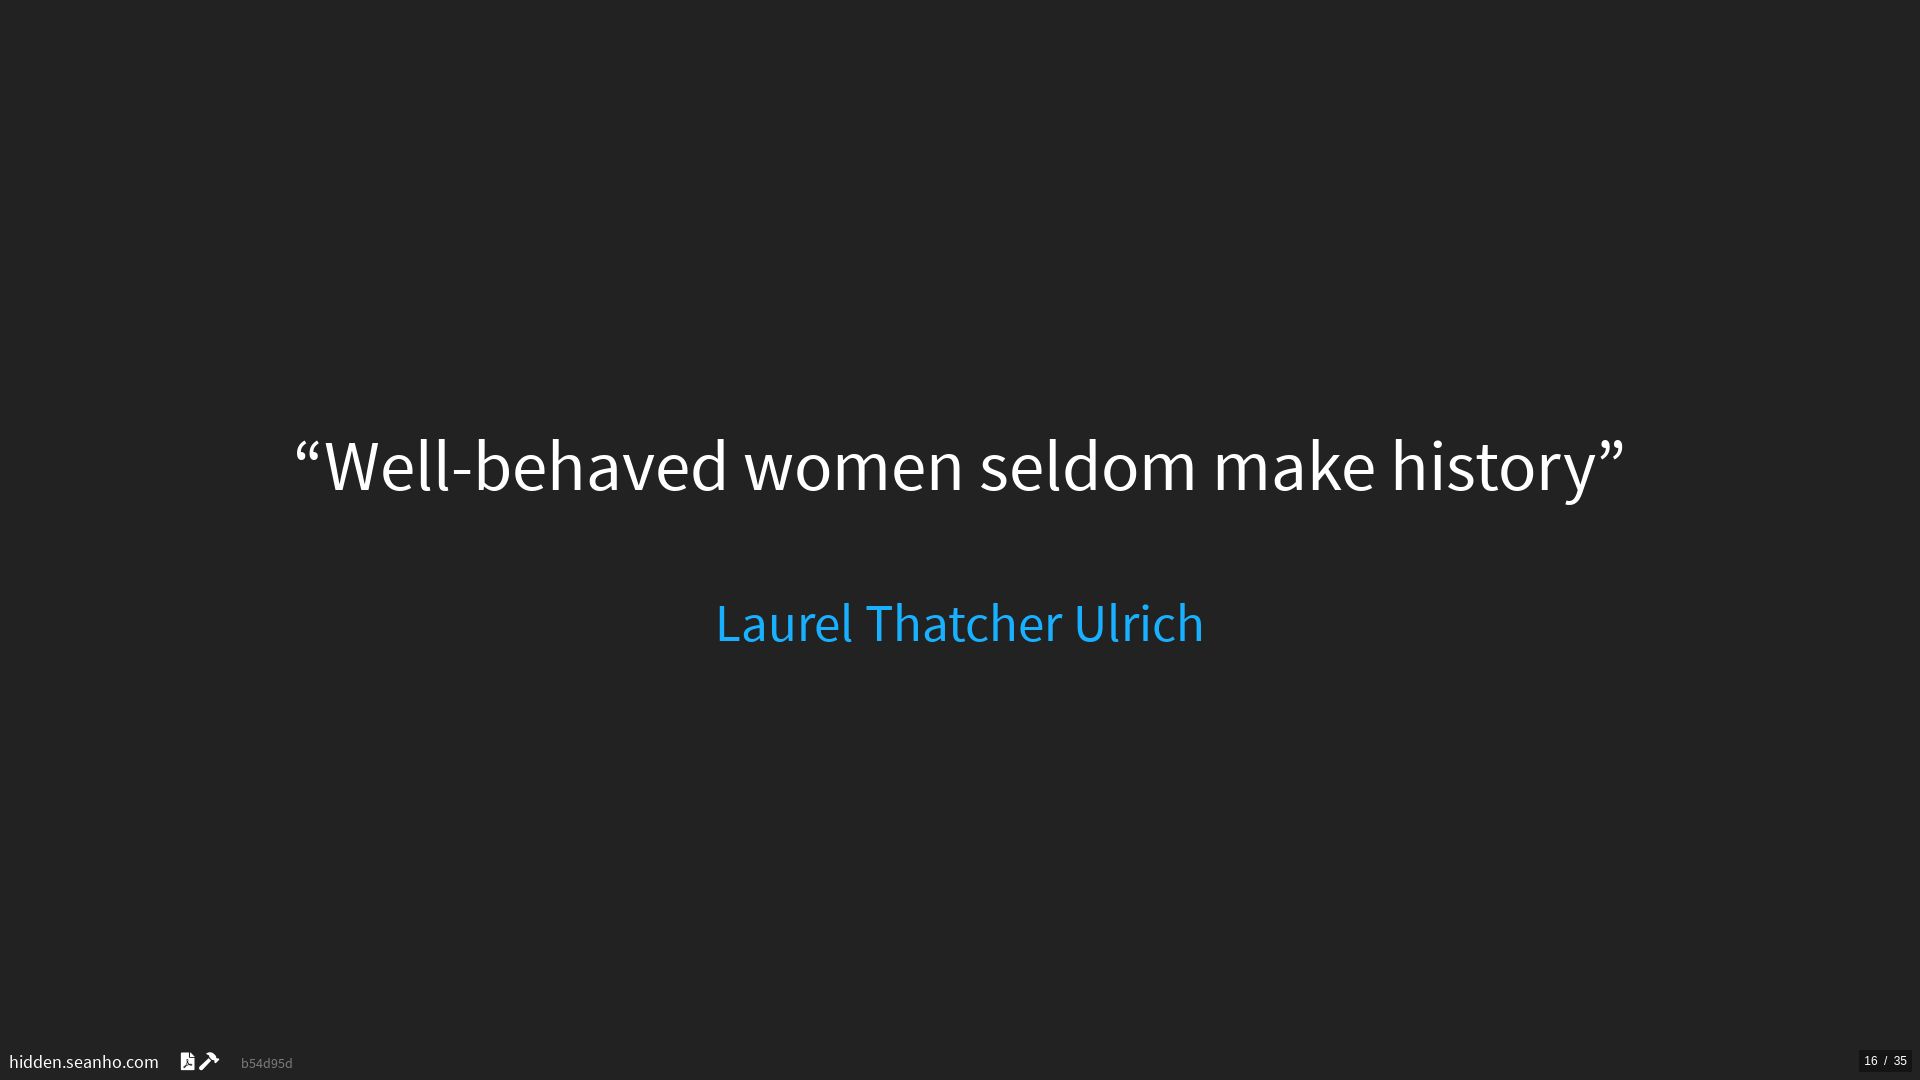 “Well-behaved women seldom make history”
Laurel Thatcher Ulrich
hidden.seanho.com b54d95d
16 / 35